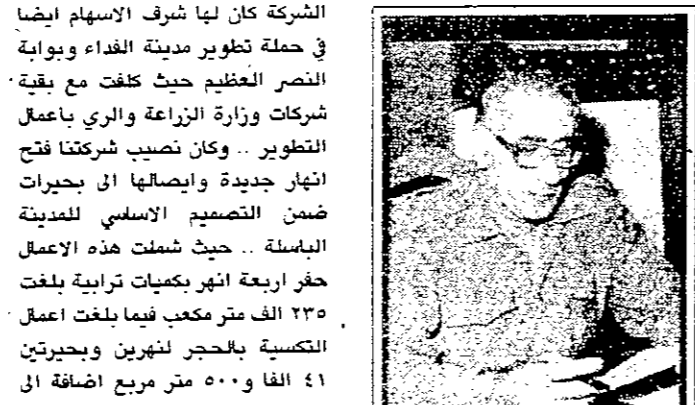 الشركة كان لها شرف الاسهام ايضا
في حملة تطوير مدينة الفداء وبوابة
النصر العظيم حيث كلفت مع بقية
شركات وزارة الزراعة والري باعمال
التطوير .. وكان نصيب شركتنا فتح
انهار جديدة وايصالها الى بحيرات
ضمن التصميم الاساسي للمدينة
الباسلة .. حيث شملت هذه الاعمال
حفر اربعة انهر بكميات ترابية بلغت
٢٣٥ الف متر مكعب فيما بلغت اعمال
التكسية بالحجر لنهرين وبحيرتين
٤١ الفا و٥٠٠ متر مربع اضافة الى